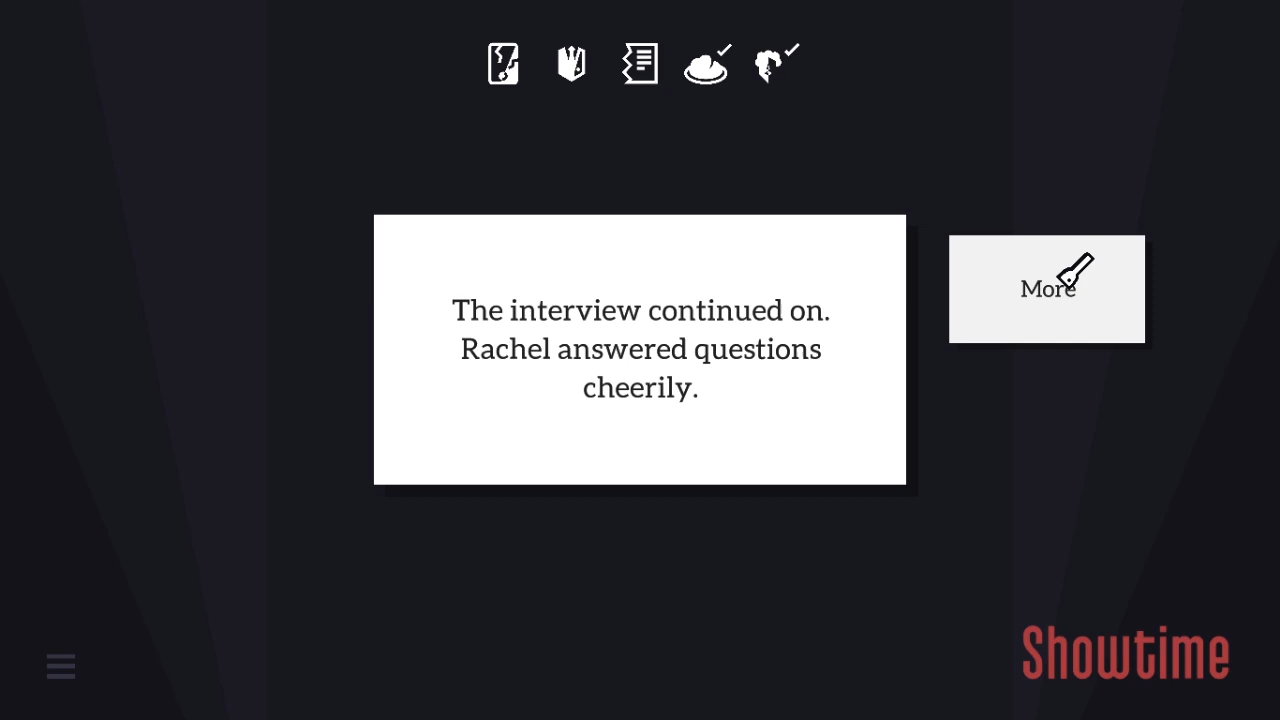 The interview continued on.
Rachel answered questions
cheerily.
More
Showtime